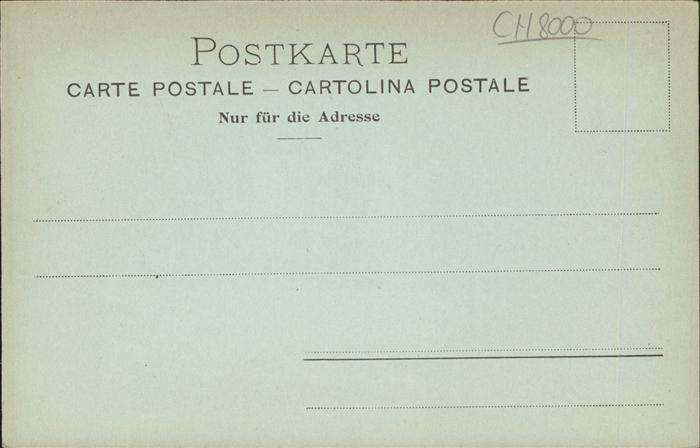 CH8000
POSTKARTE
CARTE POSTALE — CARTOLINA POSTALE
Nur für die Adresse